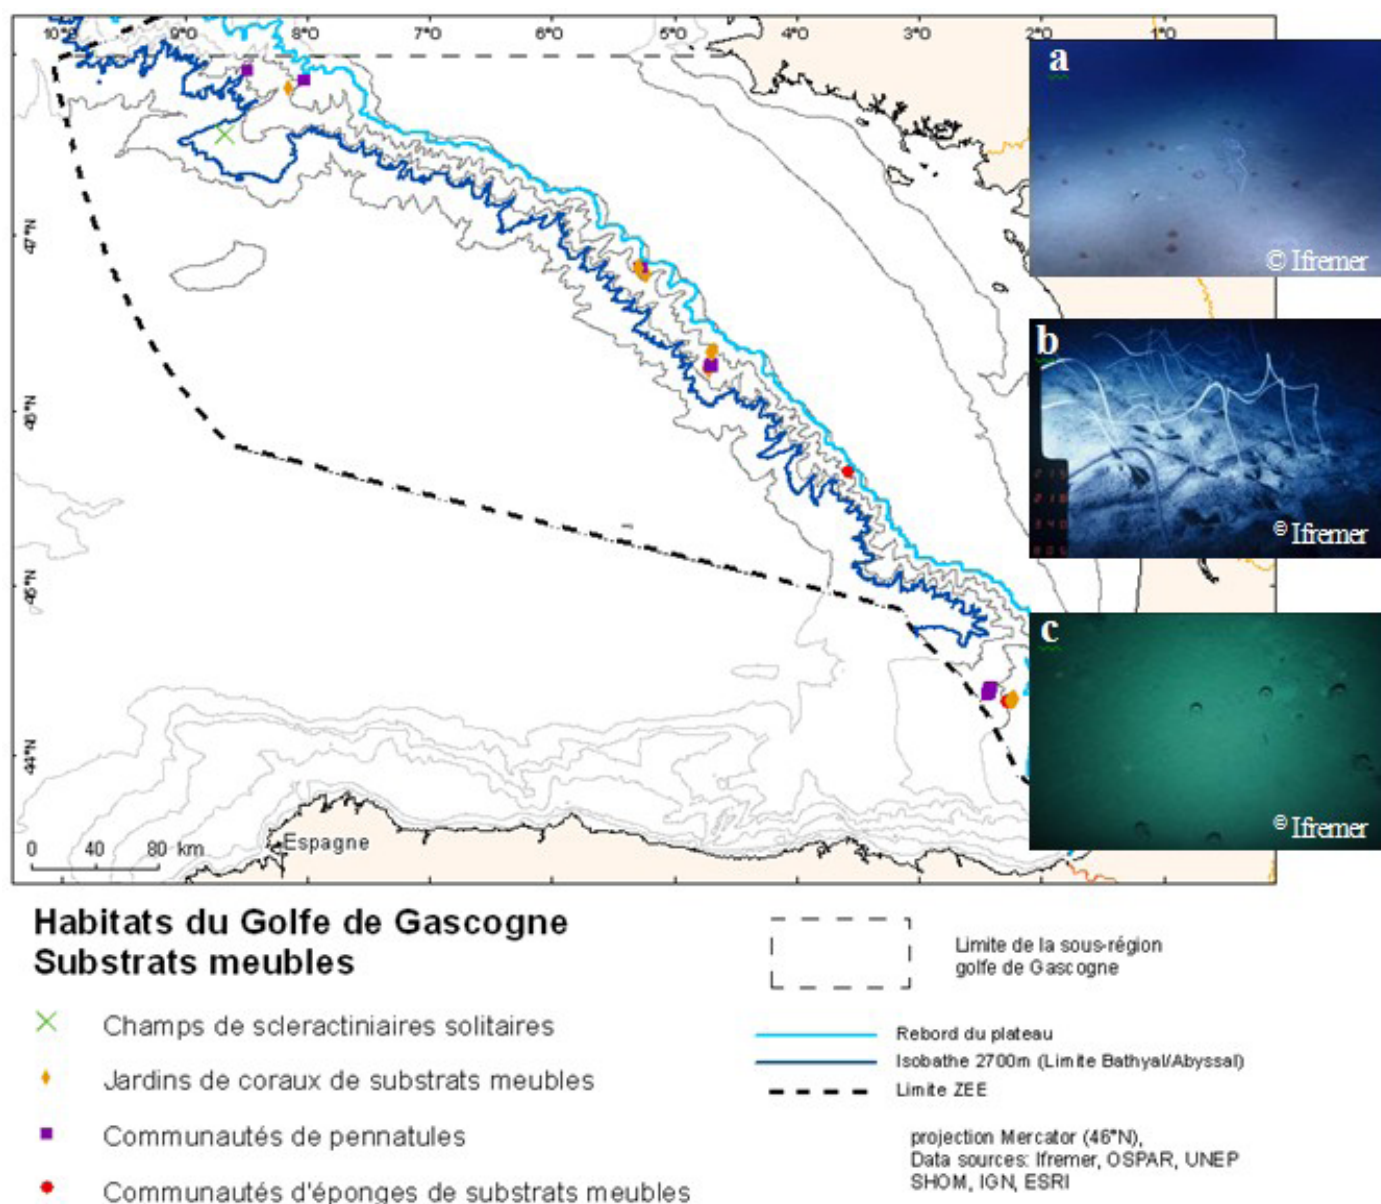 10°0 9°0 8°0 7°0 6°0 5°0 4°0 3°0 2°0 1°0
47°N
46°N
45°N
44°N
a
© Ifremer
b
© Ifremer
c
© Ifremer
Espagne
0 40 80 km
Habitats du Golfe de Gascogne
Substrats meubles
Champs de scleractiniaires solitaires
Jardins de coraux de substrats meubles
Communautés de pennatules
Communautés d'éponges de substrats meubles
Limite de la sous-région
golfe de Gascogne
Rebord du plateau
Isobathe 2700m (Limite Bathyal/Abyssal)
Limite ZEE
projection Mercator (46°N),
Data sources: Ifremer, OSPAR, UNEP
SHOM, IGN, ESRI